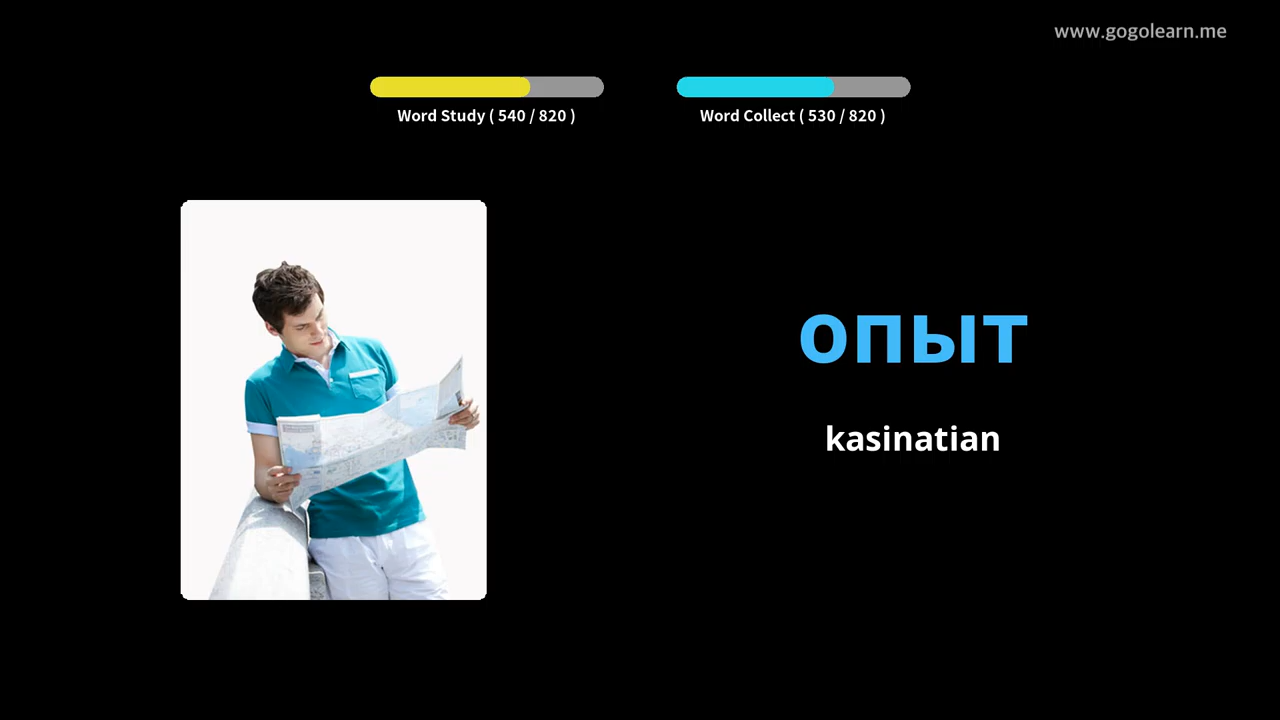 www.gogolearn.me
Word Study ( 540 / 820 )
Word Collect ( 530 / 820 )
опыт
kasinatian